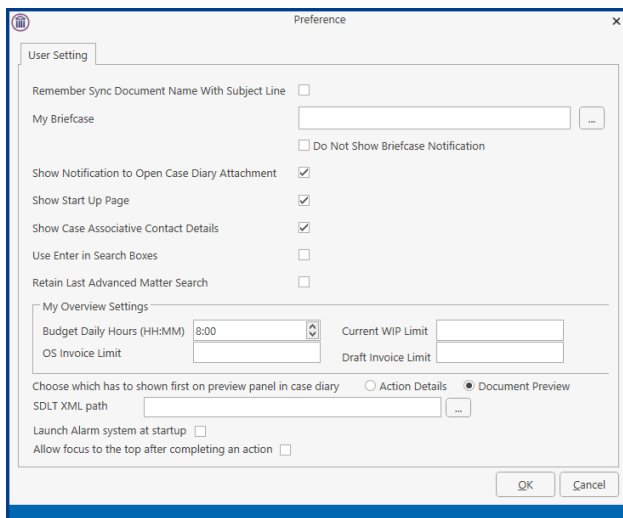 Preference
User Setting
Remember Sync Document Name With Subject Line
My Briefcase ...
Do Not Show Briefcase Notification
Show Notification to Open Case Diary Attachment
Show Start Up Page
Show Case Associative Contact Details
Use Enter in Search Boxes
Retain Last Advanced Matter Search
My Overview Settings
Budget Daily Hours (HH:MM) 8:00 Current WIP Limit
OS Invoice Limit Draft Invoice Limit
Choose which has to shown first on preview panel in case diary Action Details Document Preview
SDLT XML path ...
Launch Alarm system at startup
Allow focus to the top after completing an action
OK Cancel